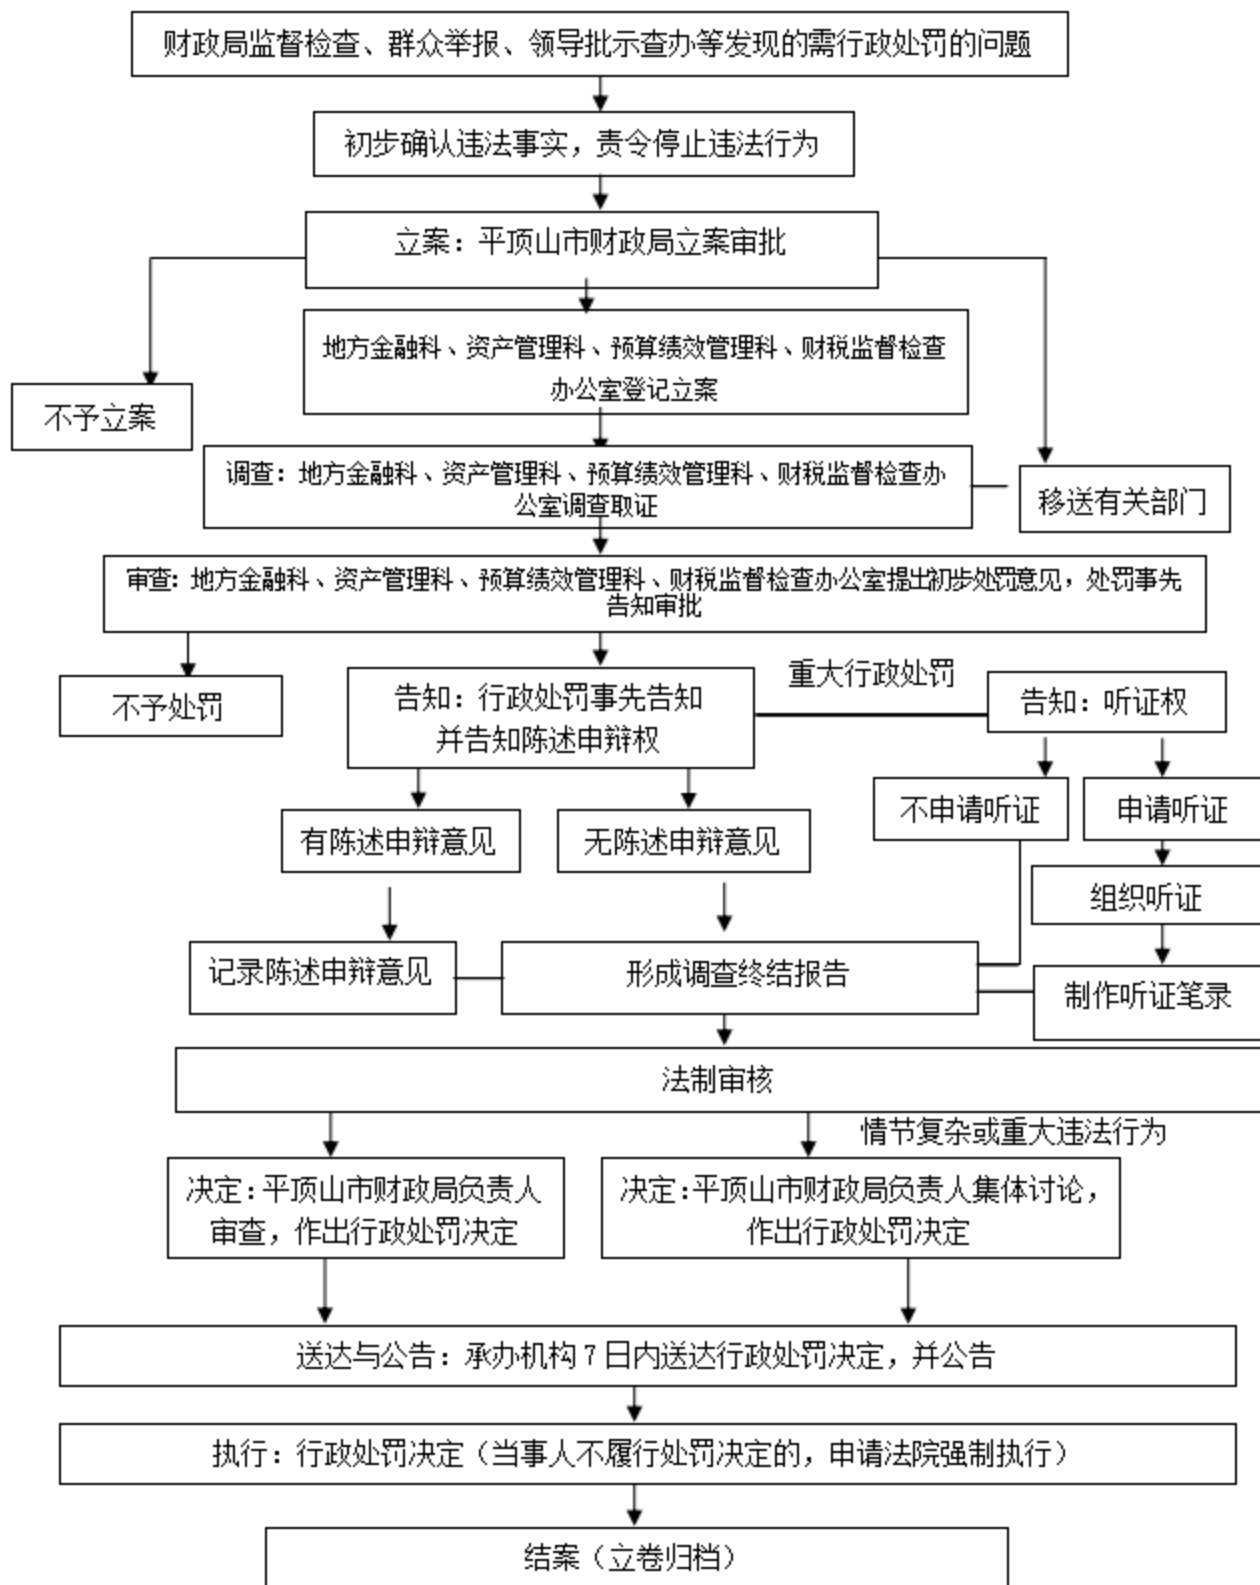 财政局监督检查、群众举报、领导批示查办等发现的需行政处罚的问题
初步确认违法事实，责令停止违法行为
立案：平顶山市财政局立案审批
地方金融科、资产管理科、预算绩效管理科、财税监督检查
办公室登记立案
不予立案
调查：地方金融科、资产管理科、预算绩效管理科、财税监督检查办
公室调查取证
移送有关部门
审查：地方金融科、资产管理科、预算绩效管理科、财税监督检查办公室提出初步处罚意见，处罚事先
告知审批
不予处罚
告知：行政处罚事先告知
并告知陈述申辩权
重大行政处罚
告知：听证权
有陈述申辩意见
无陈述申辩意见
不申请听证
申请听证
组织听证
记录陈述申辩意见
形成调查终结报告
制作听证笔录
法制审核
情节复杂或重大违法行为
决定：平顶山市财政局负责人
审查，作出行政处罚决定
决定：平顶山市财政局负责人集体讨论，
作出行政处罚决定
送达与公告：承办机构7日内送达行政处罚决定，并公告
执行：行政处罚决定（当事人不履行处罚决定的，申请法院强制执行）
结案（立卷归档）